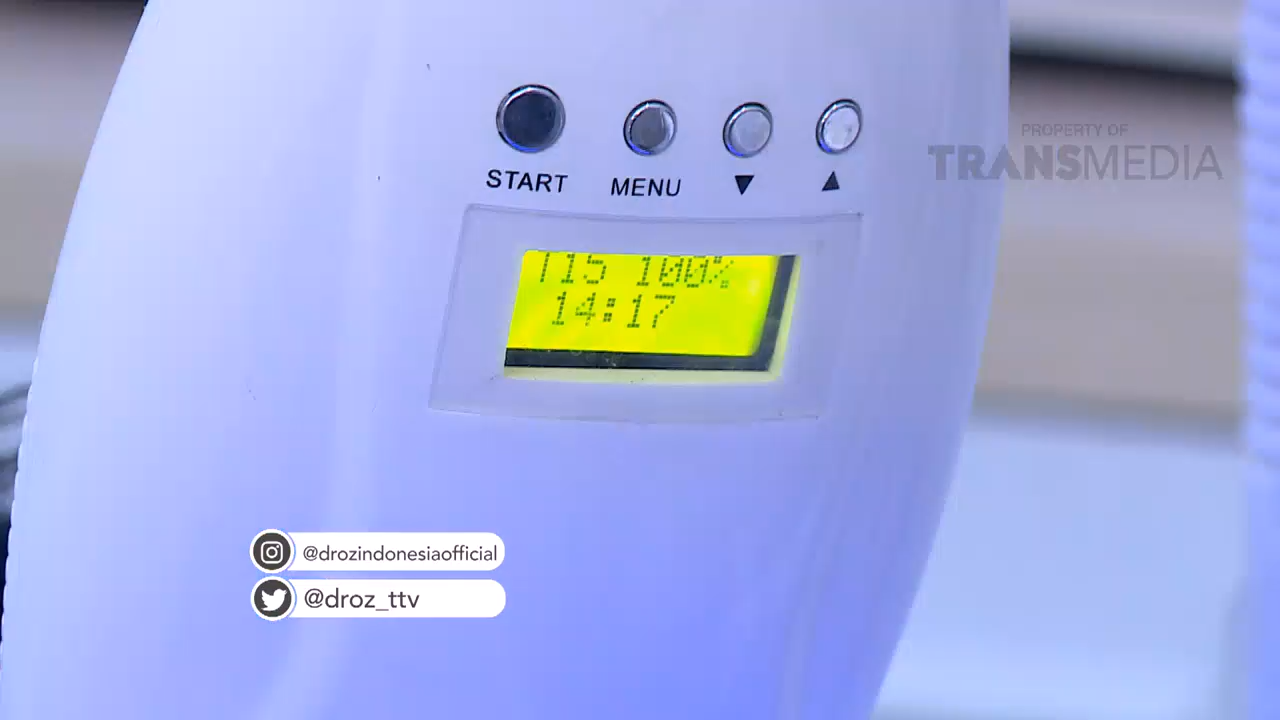 PROPERTY OF
TRANSMEDIA
START MENU ▼ ▲
T15 100%
14:17
@drozindonesiaofficial
@droz_ttv